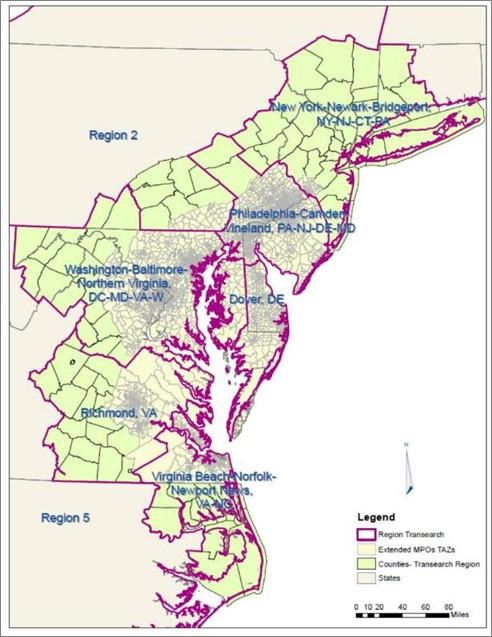 New York-Newark-Bridgeport,
NY-NJ-CT-PA
Region 2
Philadelphia-Camden-
Vineland, PA-NJ-DE-MD
Washington-Baltimore-
Northern Virginia,
DC-MD-VA-W
Dover, DE
Richmond, VA
Virginia Beach-Norfolk-
Newport News,
VA-NC
Region 5
N
Legend
Region Transearch
Extended MPOs TAZs
Counties- Transearch Region
States
0 10 20 40 60 80
Miles